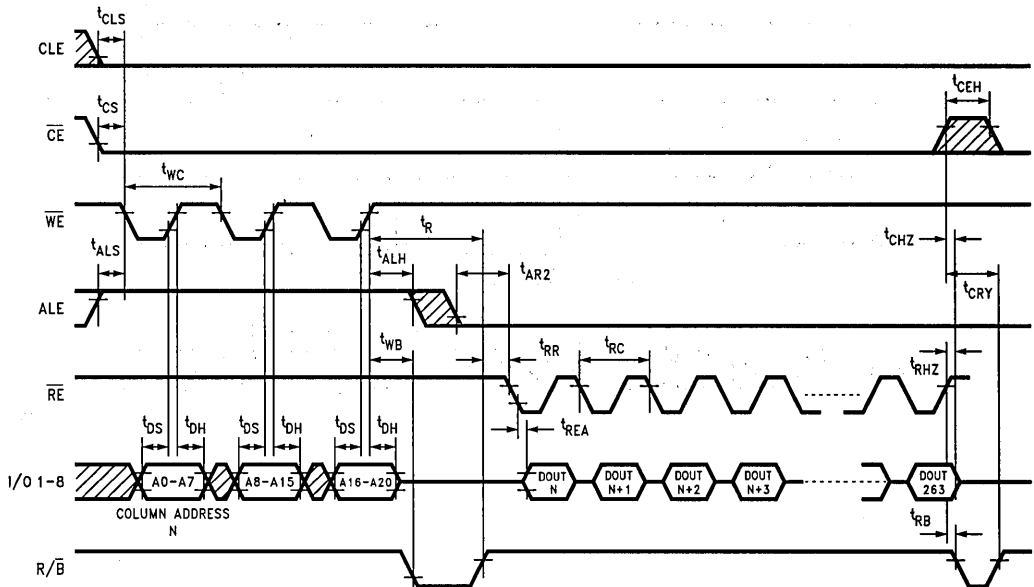 tCLS
CLE
tCEH
tCS
CE
tWC
WE
tR
tCHZ
tALS
tALH
tAR2
tCRY
ALE
tWB
tRR
tRC
tRHZ
RE
tDS tDH tDS tDH tDS tDH
tREA
I/O 1-8
A0-A7 A8-A15 A16-A20
DOUT N
DOUT N+1
DOUT N+2
DOUT N+3
DOUT 263
COLUMN ADDRESS
N
tRB
R/B